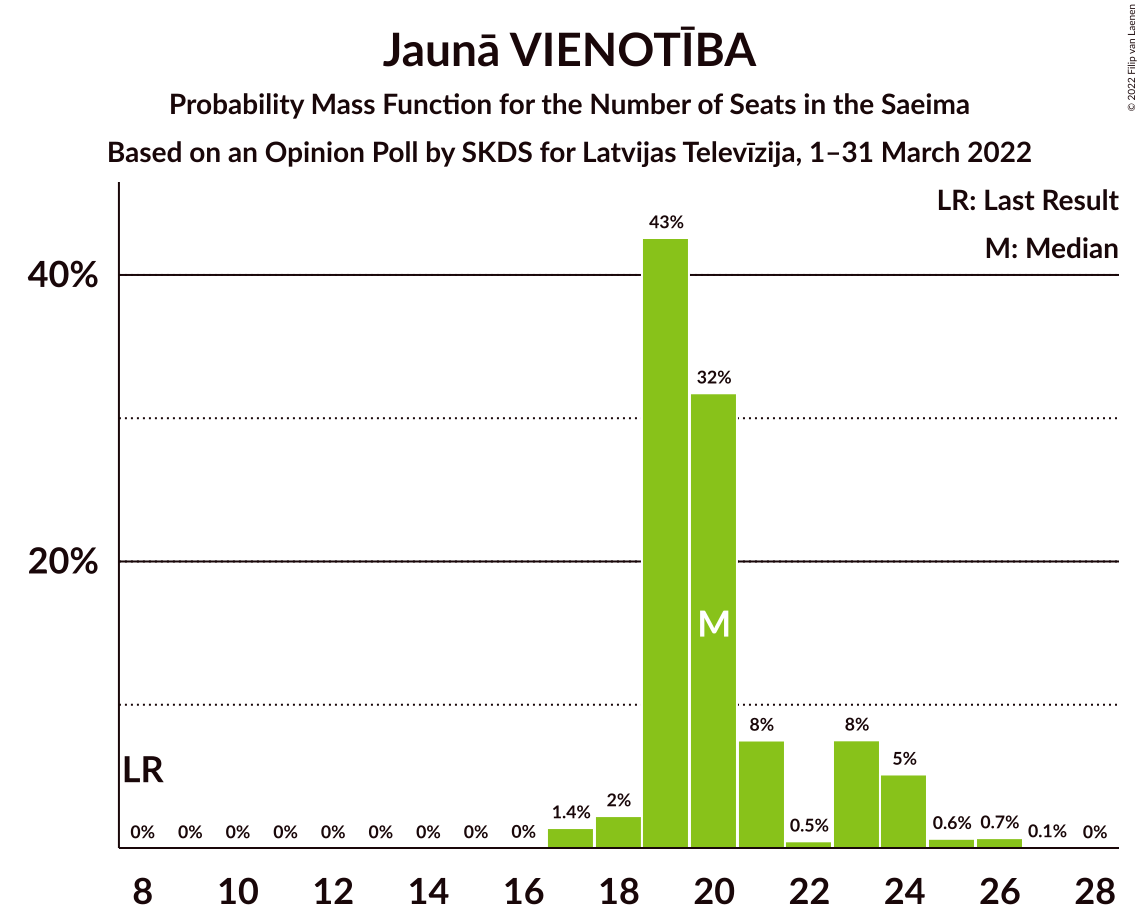 Jaunā VIENOTĪBA
Probability Mass Function for the Number of Seats in the Saeima
Based on an Opinion Poll by SKDS for Latvijas Televīzija, 1–31 March 2022
© 2022 Filip van Laenen
LR: Last Result
M: Median
43%
40%
32%
20%
M
8%
8%
5%
LR
2%
1.4%
0.5%
0.6%
0.7%
0.1%
0%
0%
0%
0%
0%
0%
0%
0%
0%
0%
8 10 12 14 16 18 20 22 24 26 28